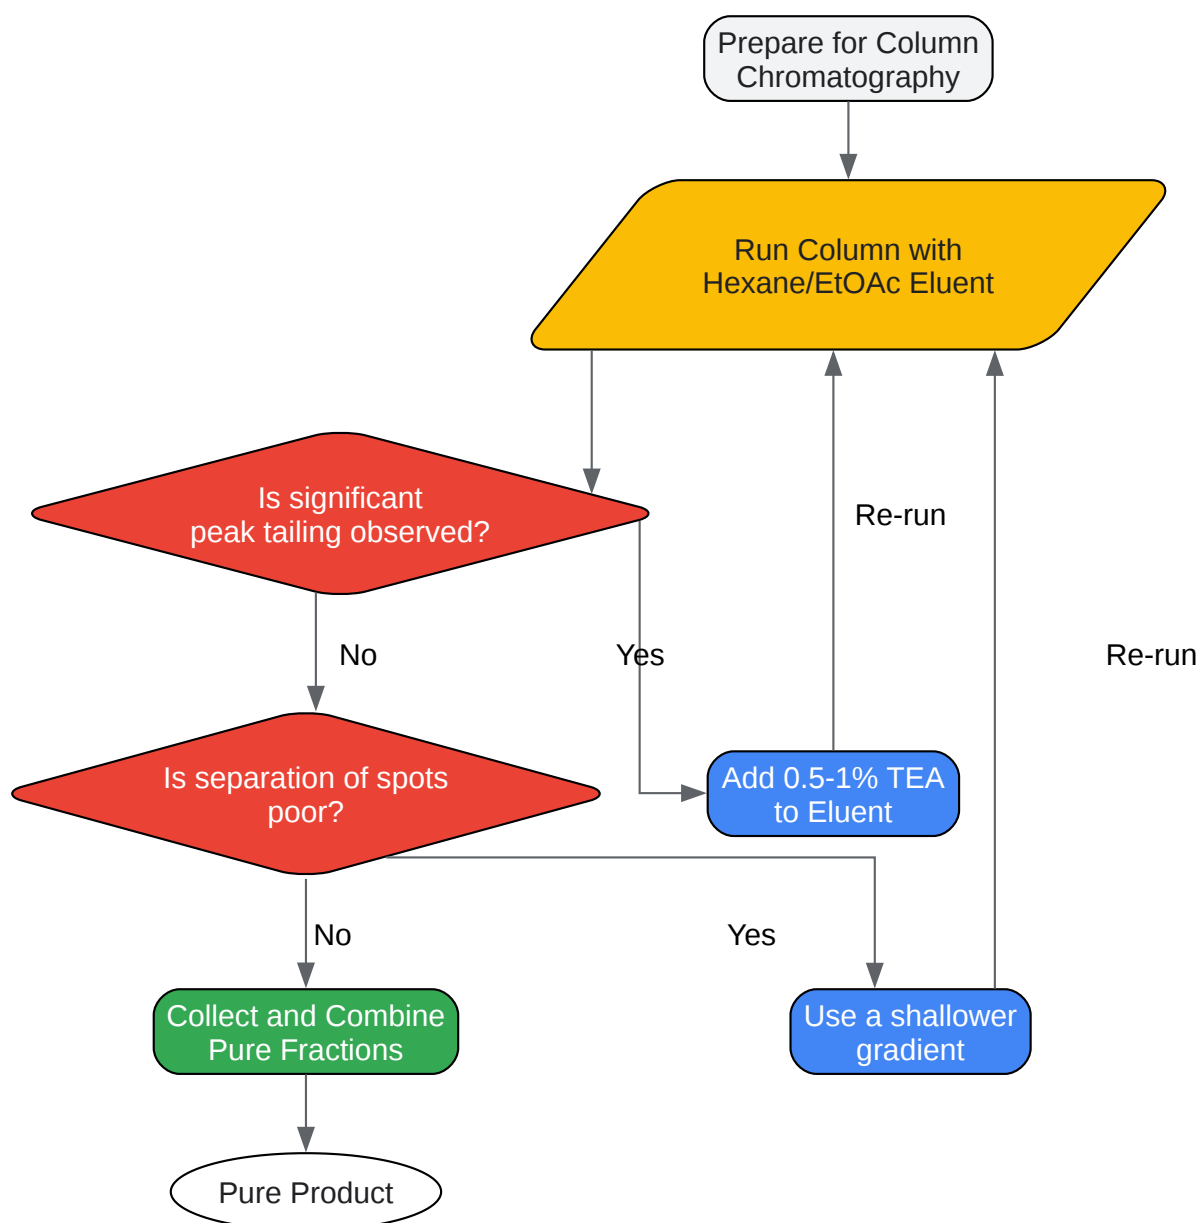 Prepare for Column
Chromatography
Run Column with
Hexane/EtOAc Eluent
Is significant
peak tailing observed?
Re-run
No
Yes
Re-run
Is separation of spots
poor?
Add 0.5-1% TEA
to Eluent
No
Yes
Collect and Combine
Pure Fractions
Use a shallower
gradient
Pure Product